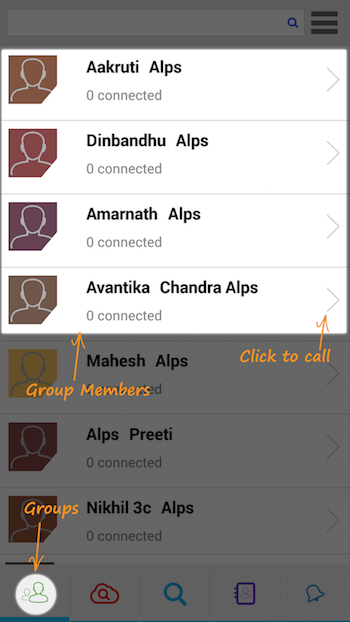 Aakruti Alps
0 connected
Dinbandhu Alps
0 connected
Amarnath Alps
0 connected
Avantika Chandra Alps
0 connected
Click to call
Mahesh Alps
Group Members
0 connected
Alps Preeti
0 connected
Nikhil 3c Alps
Groups
0 connected